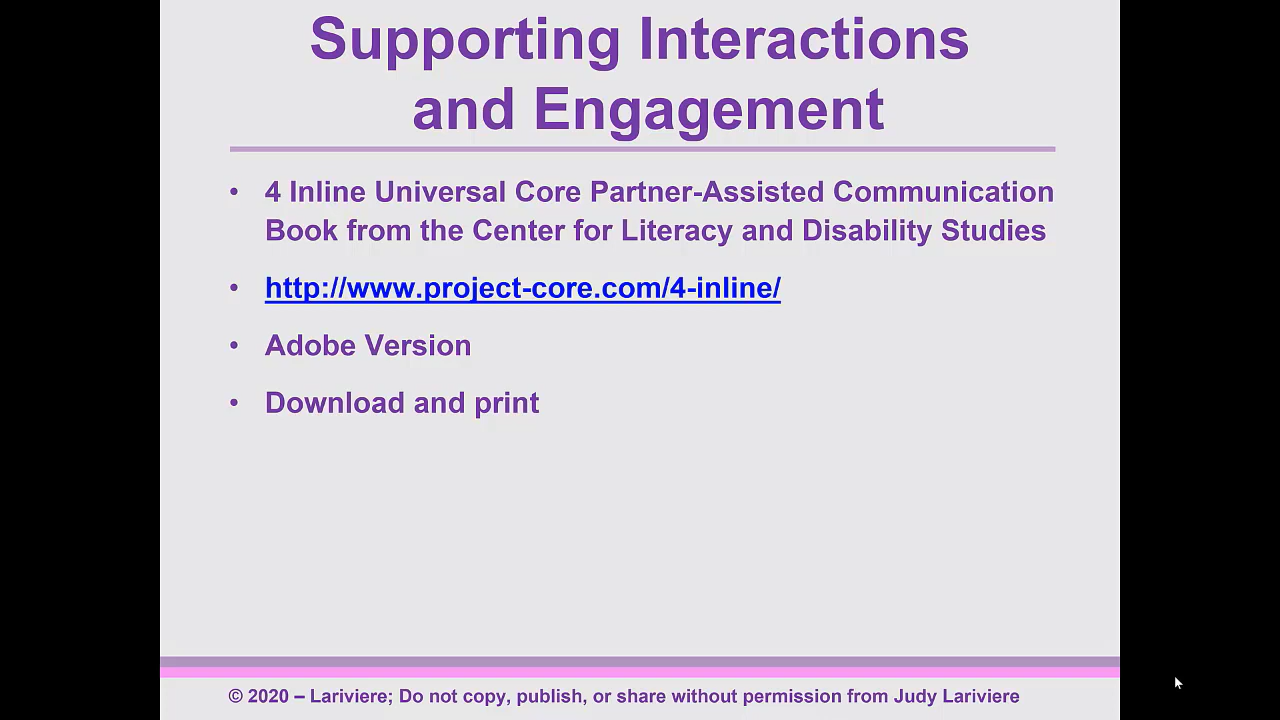 Supporting Interactions
and Engagement
• 4 Inline Universal Core Partner-Assisted Communication
Book from the Center for Literacy and Disability Studies
• http://www.project-core.com/4-inline/
• Adobe Version
• Download and print
© 2020 – Lariviere; Do not copy, publish, or share without permission from Judy Lariviere